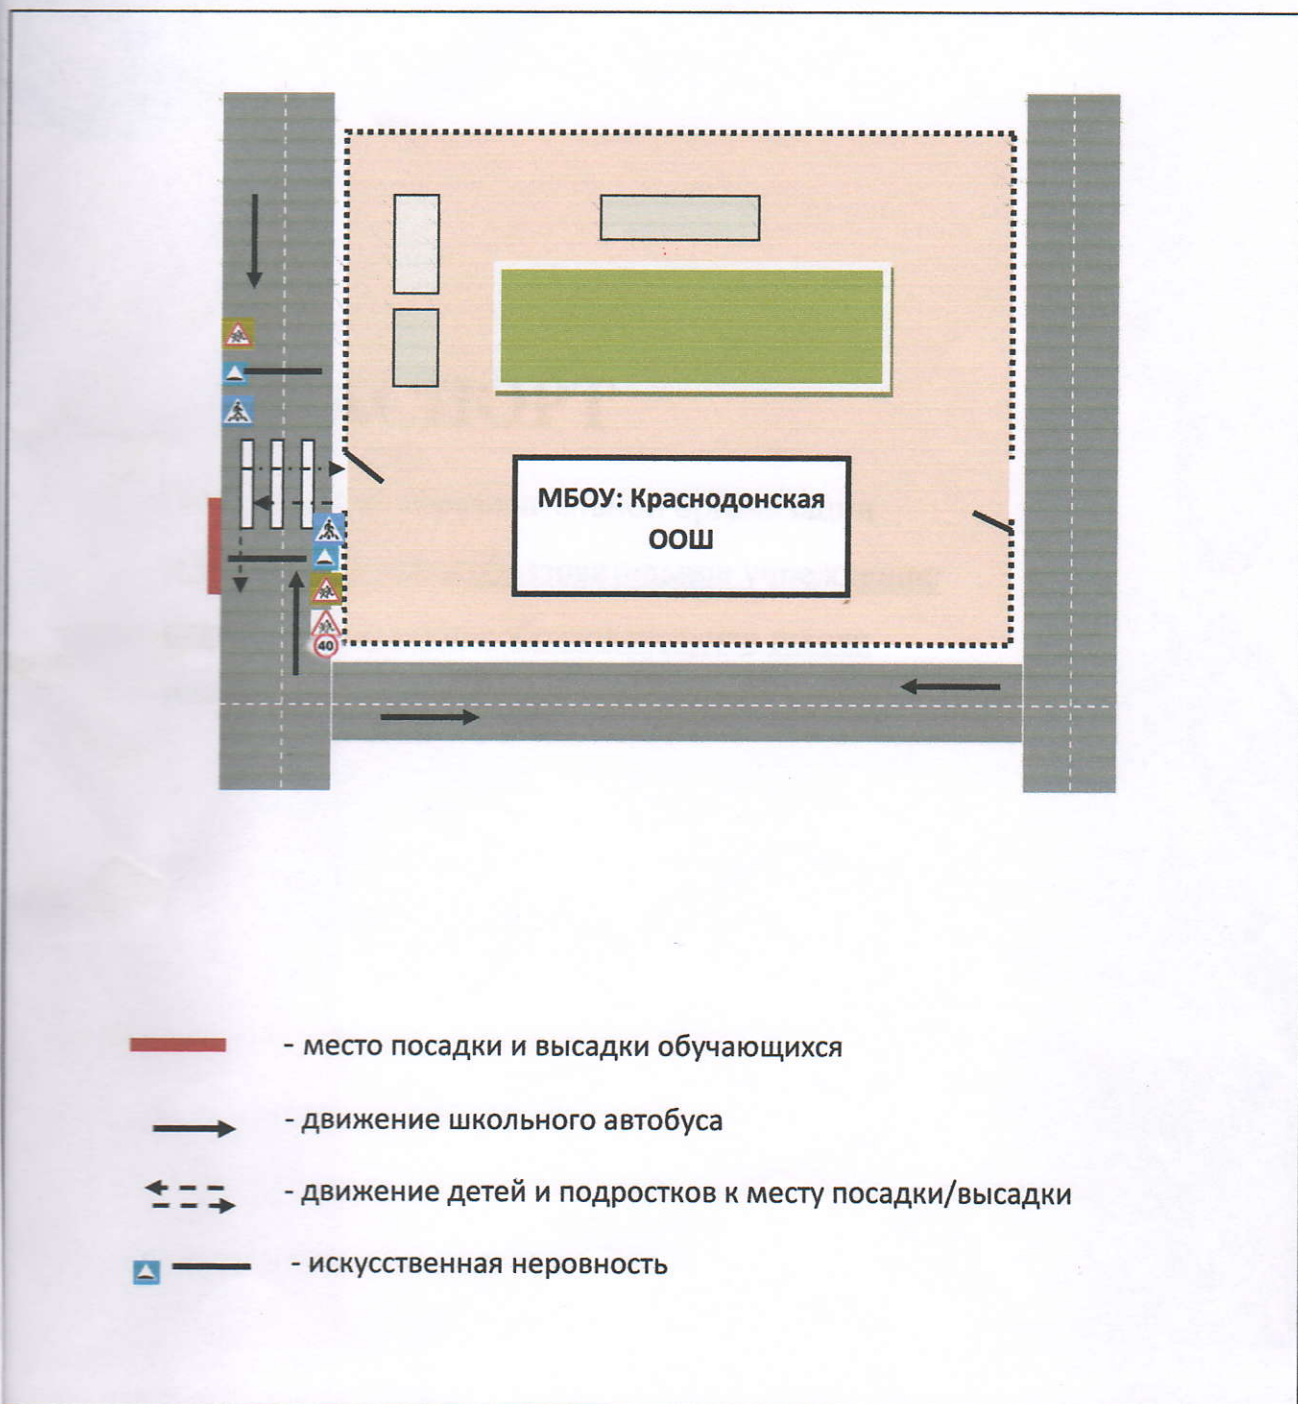 МБОУ: Краснодонская
ООШ
40
- место посадки и высадки обучающихся
- движение школьного автобуса
- движение детей и подростков к месту посадки/высадки
- искусственная неровность